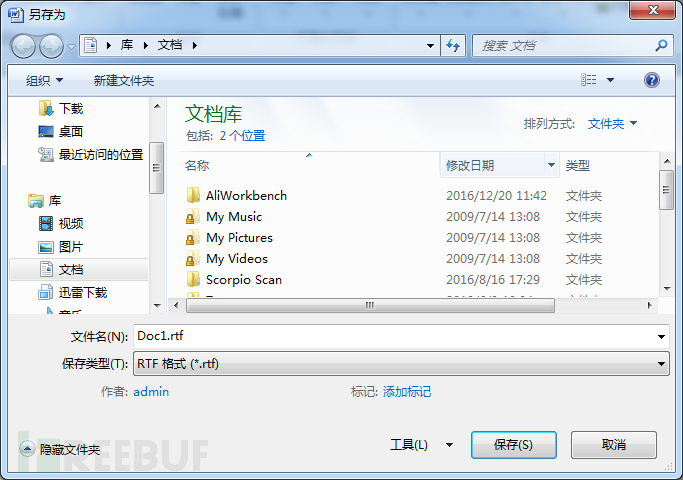 另存为
库 文档
搜索 文档
组织 新建文件夹
下载
桌面
最近访问的位置
库
视频
图片
文档
迅雷下载
音乐
文档库
包括: 2 个位置
排列方式: 文件夹
名称 修改日期 类型
AliWorkbench 2016/12/20 11:42 文件夹
My Music 2009/7/14 13:08 文件夹
My Pictures 2009/7/14 13:08 文件夹
My Videos 2009/7/14 13:08 文件夹
Scorpio Scan 2016/8/16 17:29 文件夹
文件名(N): Doc1.rtf
保存类型(T): RTF 格式 (*.rtf)
作者: admin 标记: 添加标记
隐藏文件夹 工具(L) 保存(S) 取消
REEBUF